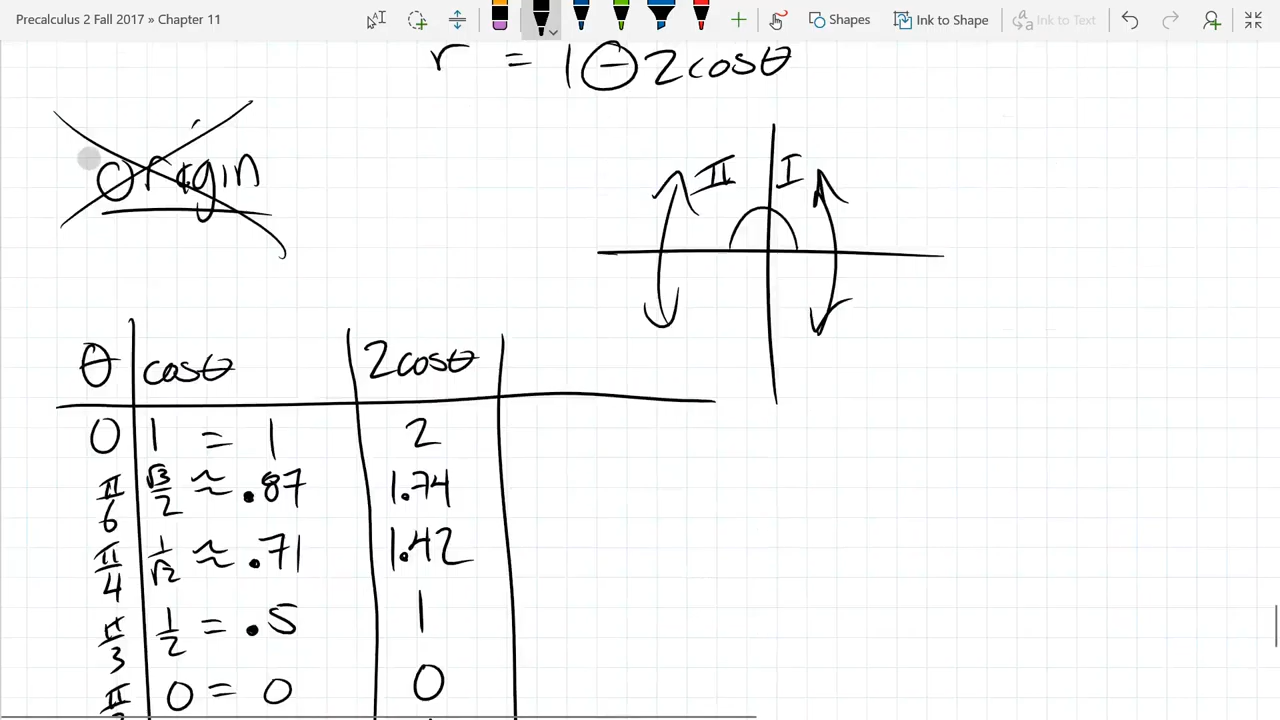 Precalculus 2 Fall 2017 » Chapter 11
Shapes
Ink to Shape
Ink to Text
r = 1 ⊖ 2cosθ
origin
II I
θ cosθ 2cosθ
0 1 = 1 2
π/6 √3/2 ≈ .87 1.74
π/4 1/√2 ≈ .71 1.42
π/3 1/2 = .5 1
π/2 0 = 0 0